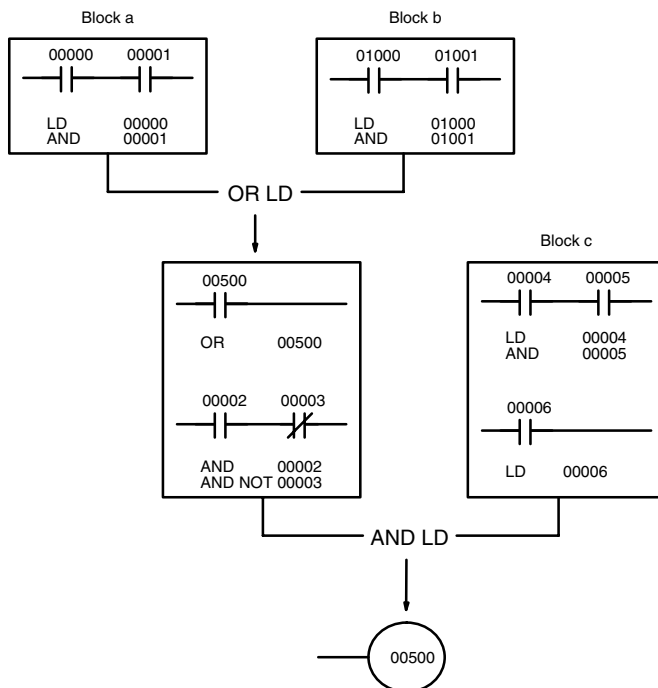 Block a
00000 00001
LD 00000
AND 00001
Block b
01000 01001
LD 01000
AND 01001
OR LD
00500
OR 00500
00002 00003
AND 00002
AND NOT 00003
Block c
00004 00005
LD 00004
AND 00005
00006
LD 00006
AND LD
00500